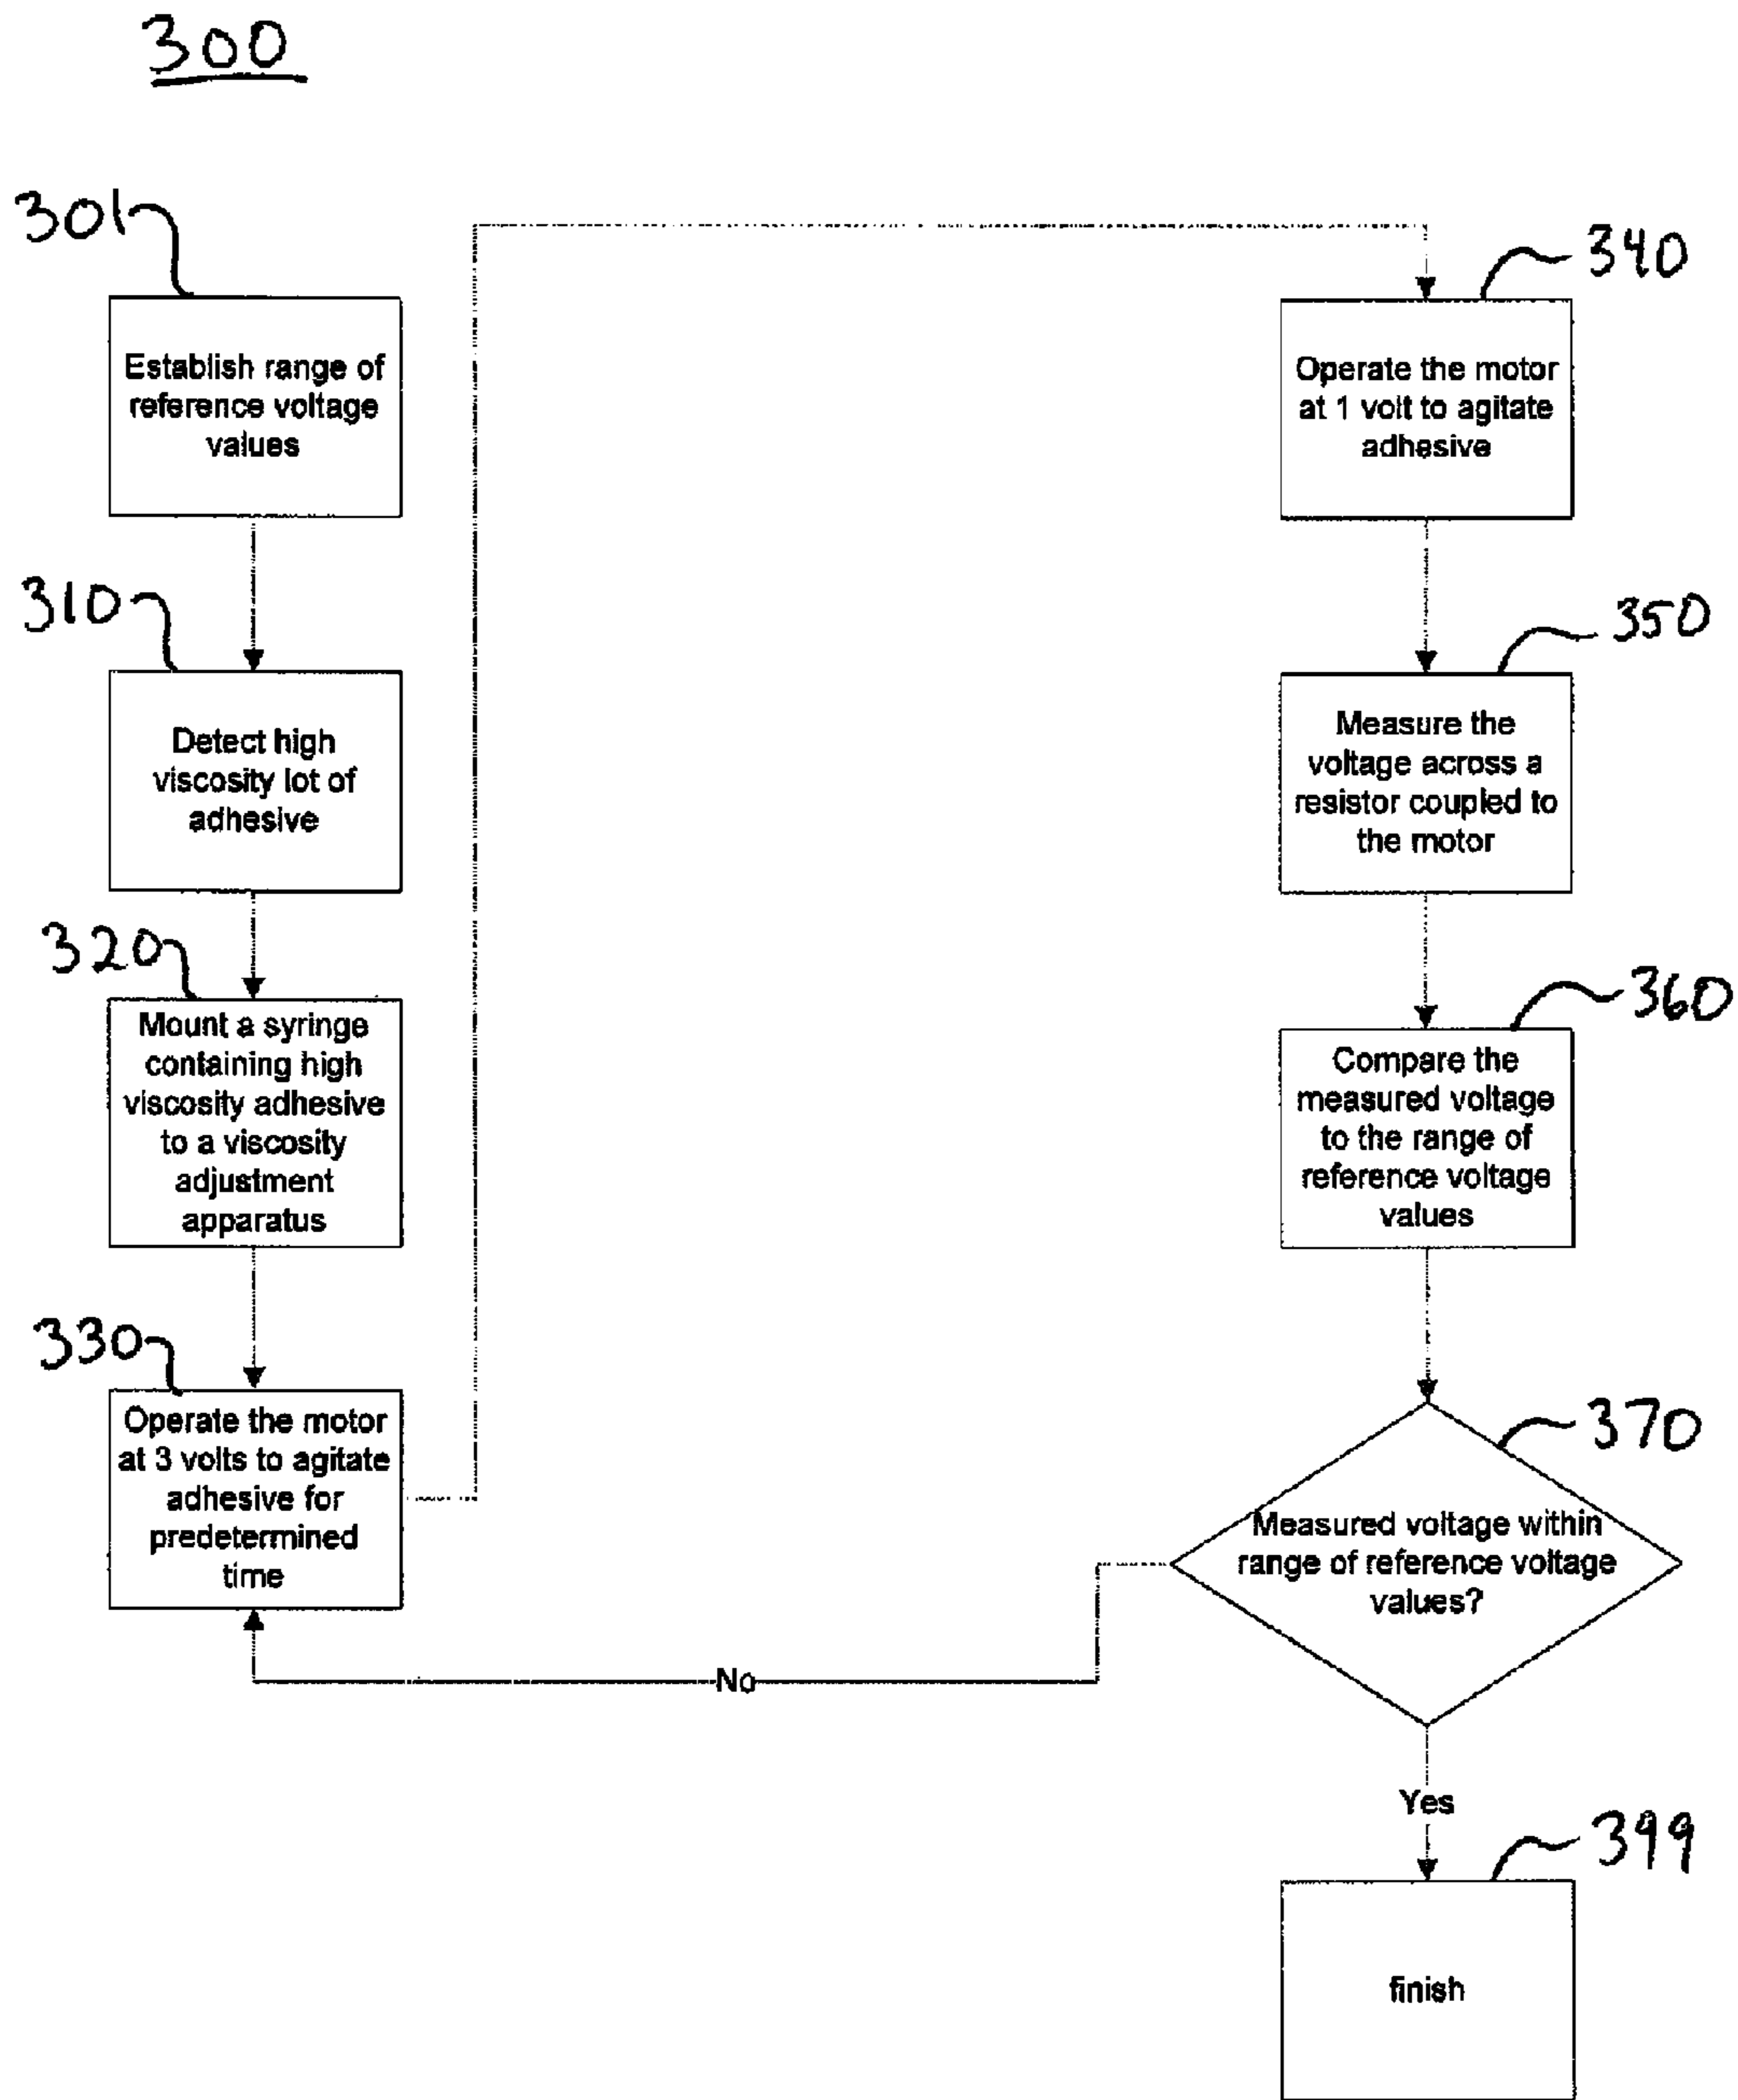 300
301
Establish range of
reference voltage
values
310
Detect high
viscosity lot of
adhesive
320
Mount a syringe
containing high
viscosity adhesive
to a viscosity
adjustment
apparatus
330
Operate the motor
at 3 volts to agitate
adhesive for
predetermined
time
340
Operate the motor
at 1 volt to agitate
adhesive
350
Measure the
voltage across a
resistor coupled to
the motor
360
Compare the
measured voltage
to the range of
reference voltage
values
370
Measured voltage within
range of reference voltage
values?
No
Yes
399
finish